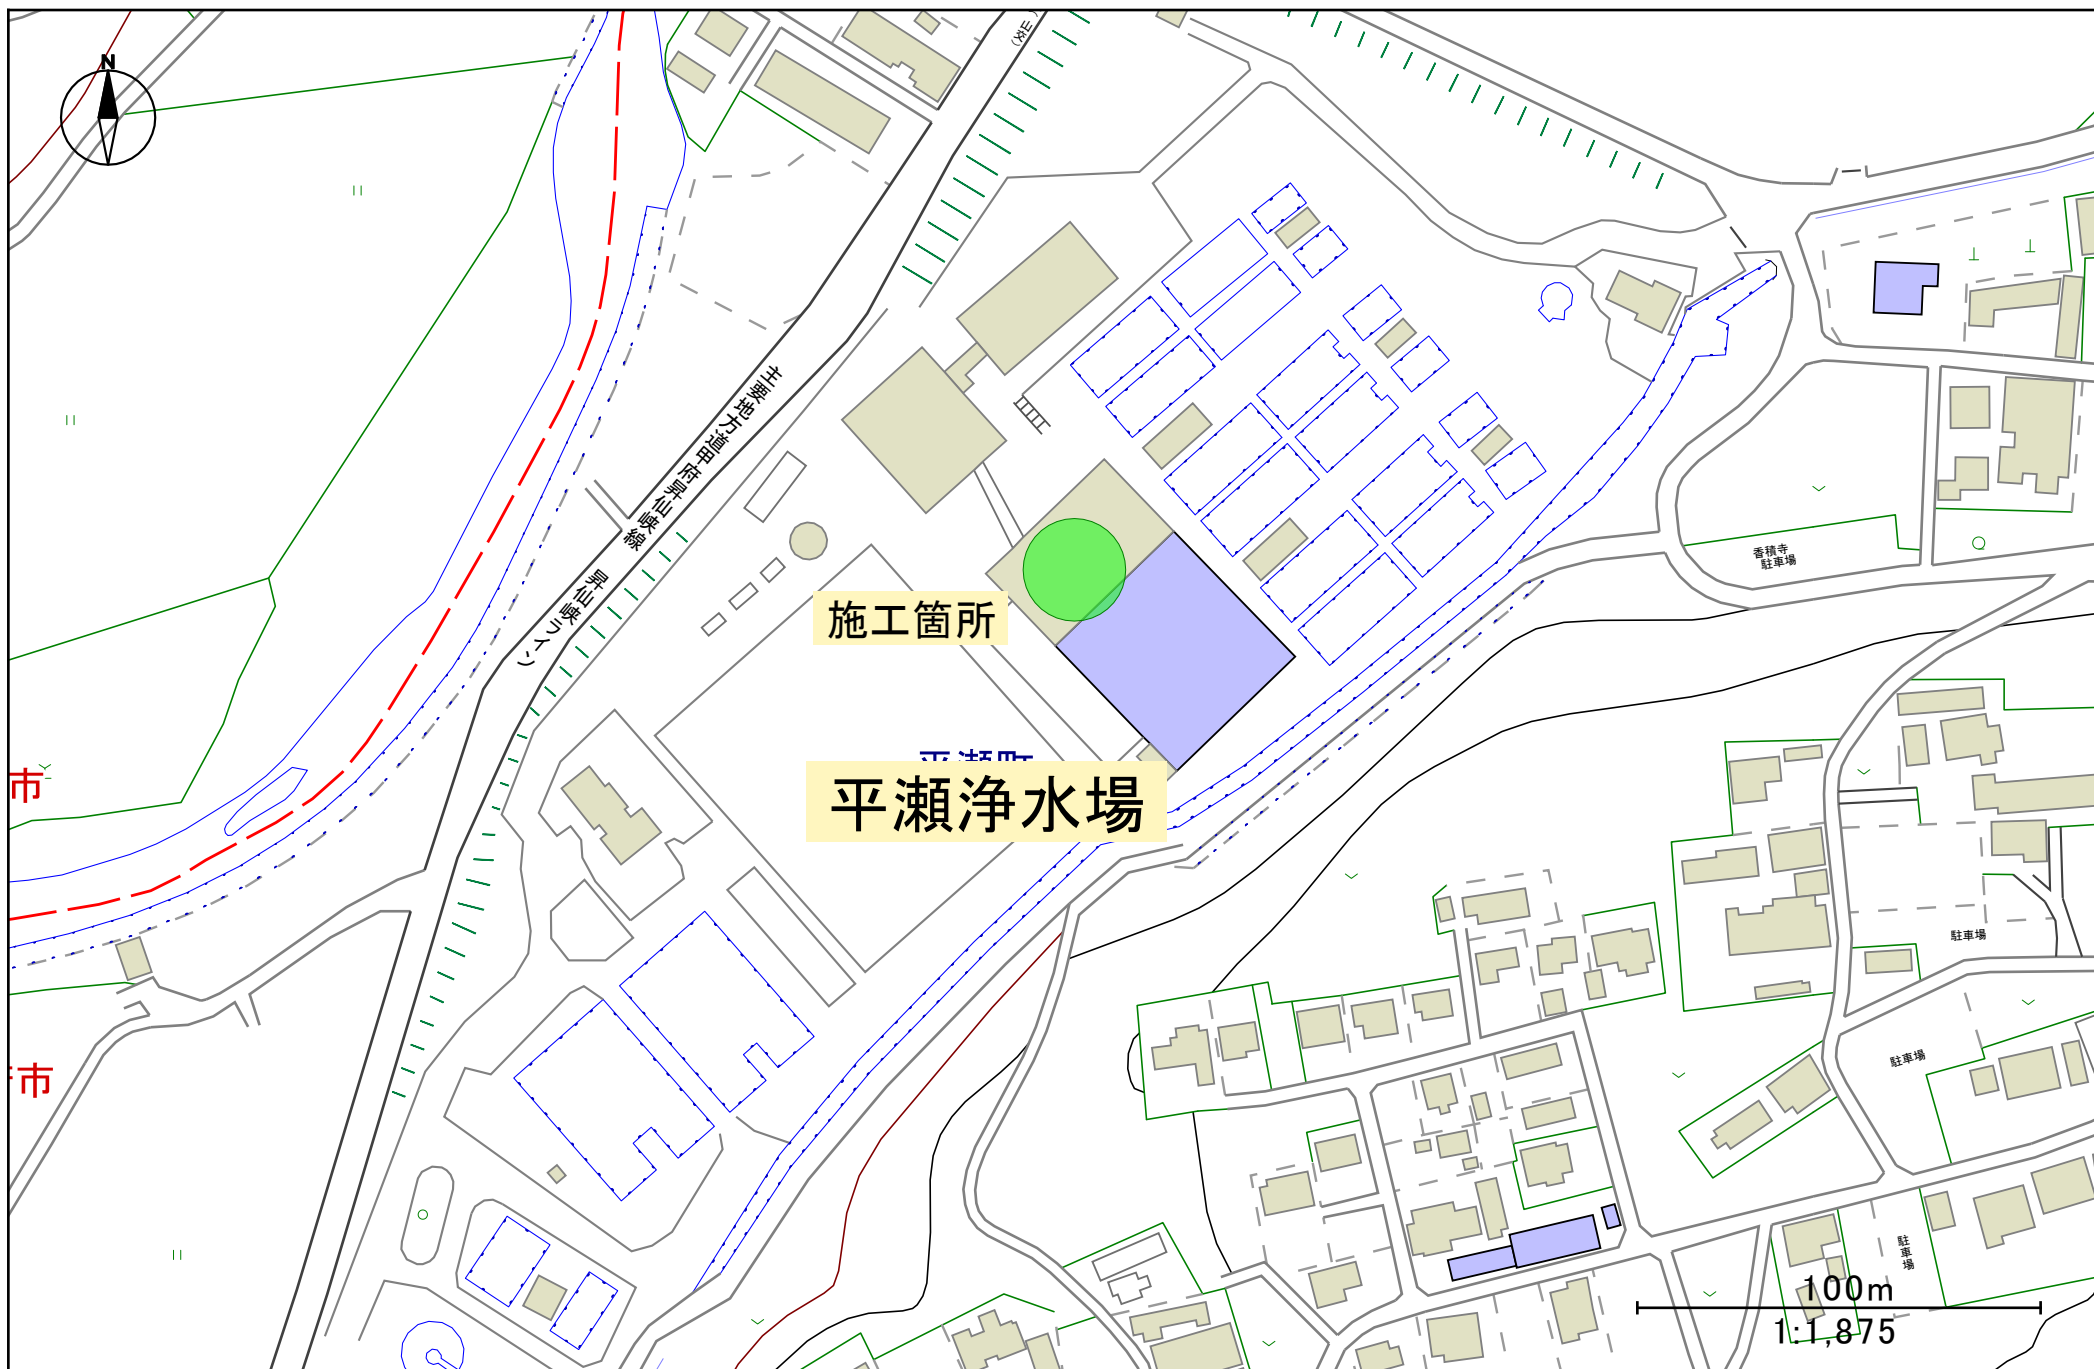 N
主要地方道甲府昇仙峡線
昇仙峡ライン
香積寺
駐車場
施工箇所
平瀬浄水場
市
市
駐車場
駐車場
駐車場
100m
1:1,875